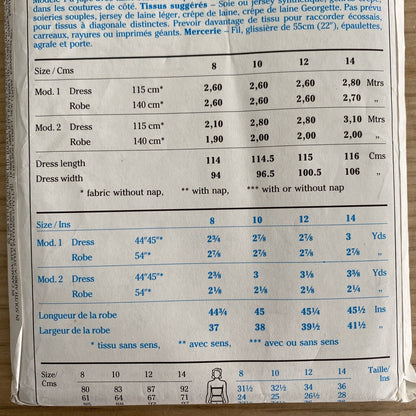 dans les coutures de côté. Tissus suggérés – Soie ou jersey synthétique,
soieries souples, jersey de laine léger, crêpe de laine, crêpe de laine Georgette. Pas prévu
pour tissus à diagonale distinctes. Prevoir davantage de tissu pour raccorder écossais,
carreaux, rayures ou imprimés géants. Mercerie – Fil, glissière de 55cm (22"), épaulettes,
agrafe et porte.
Size / Cms 8 10 12 14
Mod. 1 Dress 115 cm* 2,60 2,60 2,60 2,80 Mtrs
Robe 140 cm* 2,60 2,60 2,60 2,70 „
Mod. 2 Dress 115 cm* 2,10 2,80 2,80 3,10 Mtrs
Robe 140 cm* 1,90 2,00 2,00 2,00 „
Dress length 114 114.5 115 116 Cms
Dress width 94 96.5 100.5 106 „
* fabric without nap, ** with nap, *** with or without nap
Size / Ins 8 10 12 14
Mod. 1 Dress 44"45"* 2¾ 2⅞ 2⅞ 3 Yds
Robe 54"* 2⅞ 2⅞ 2⅞ 2⅞ „
Mod. 2 Dress 44"45"* 2⅜ 3 3⅛ 3⅜ Yds
Robe 54"* 2⅛ 2⅛ 2⅛ 2¼ „
Longueur de la robe 44¾ 45 45¼ 45½ Ins
Largeur de la robe 37 38 39½ 41½ „
* tissu sans sens, ** avec sens, *** avec ou sans sens
Size/ Cms 8 10 12 14 8 10 12 14 Taille/ Ins
80 83 87 92 31½ 32½ 34 36
61 64 67 71 24 25 26½ 28